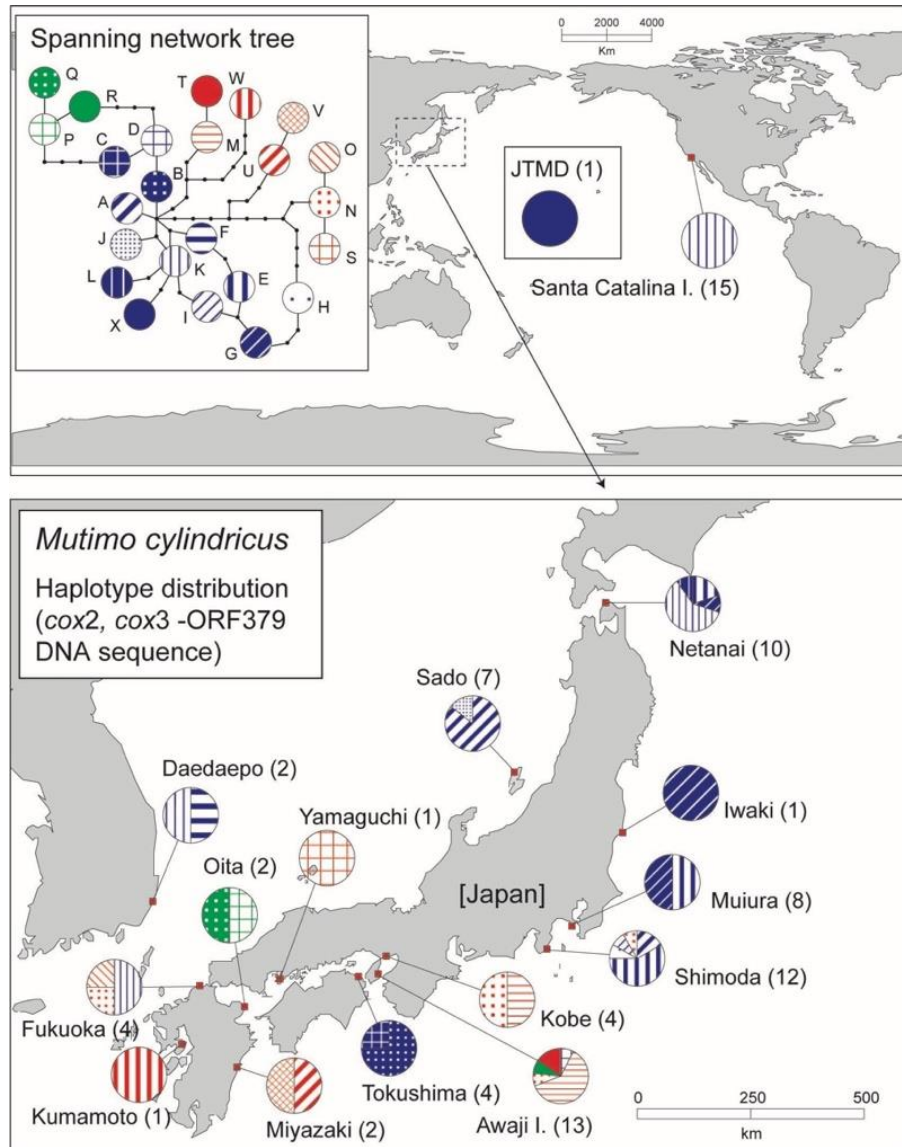 Spanning network tree
Q
R
P
C
D
B
A
J
L
X
K
F
E
I
G
T
W
M
U
V
O
N
S
H
0 2000 4000
Km
JTMD (1)
Santa Catalina I. (15)
Mutimo cylindricus
Haplotype distribution
(cox2, cox3 -ORF379
DNA sequence)
Netanai (10)
Sado (7)
Daedaepo (2)
Yamaguchi (1)
Oita (2)
Iwaki (1)
[Japan]
Muiura (8)
Shimoda (12)
Fukuoka (4)
Kobe (4)
Kumamoto (1)
Miyazaki (2)
Tokushima (4)
Awaji I. (13)
0 250 500
km